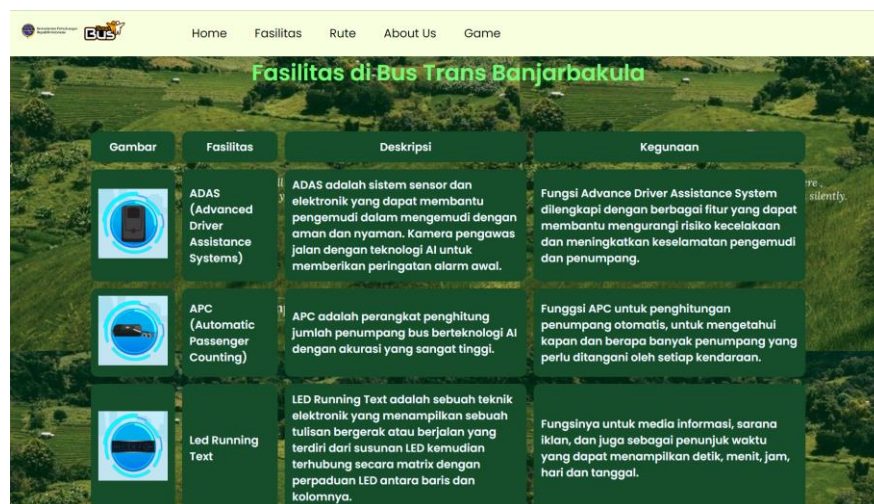 Kementerian Perhubungan
Republik Indonesia
BUS
Home Fasilitas Rute About Us Game
Fasilitas di Bus Trans Banjarbakula
Gambar Fasilitas Deskripsi Kegunaan
ADAS
(Advanced
Driver
Assistance
Systems)
ADAS adalah sistem sensor dan
elektronik yang dapat membantu
pengemudi dalam mengemudi dengan
aman dan nyaman. Kamera pengawas
jalan dengan teknologi AI untuk
memberikan peringatan alarm awal.
Fungsi Advance Driver Assistance System
dilengkapi dengan berbagai fitur yang dapat
membantu mengurangi risiko kecelakaan
dan meningkatkan keselamatan pengemudi
dan penumpang.
silently.
APC
(Automatic
Passenger
Counting)
APC adalah perangkat penghitung
jumlah penumpang bus berteknologi AI
dengan akurasi yang sangat tinggi.
Funggsi APC untuk penghitungan
penumpang otomatis, untuk mengetahui
kapan dan berapa banyak penumpang yang
perlu ditangani oleh setiap kendaraan.
Led Running
Text
LED Running Text adalah sebuah teknik
elektronik yang menampilkan sebuah
tulisan bergerak atau berjalan yang
terdiri dari susunan LED kemudian
terhubung secara matrix dengan
perpaduan LED antara baris dan
kolomnya.
Fungsinya untuk media informasi, sarana
iklan, dan juga sebagai penunjuk waktu
yang dapat menampilkan detik, menit, jam,
hari dan tanggal.